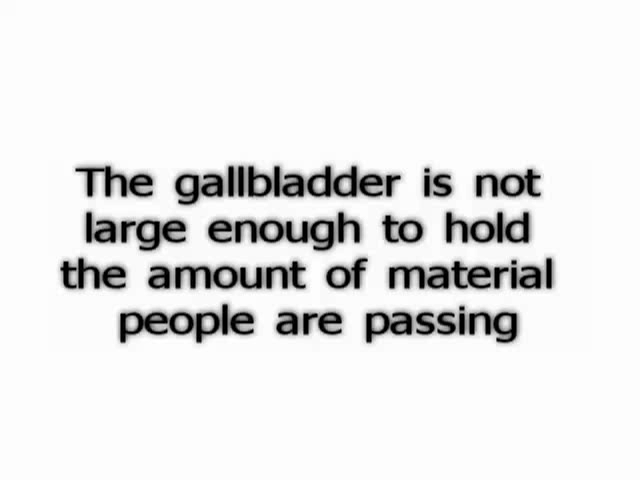 The gallbladder is not
large enough to hold
the amount of material
people are passing